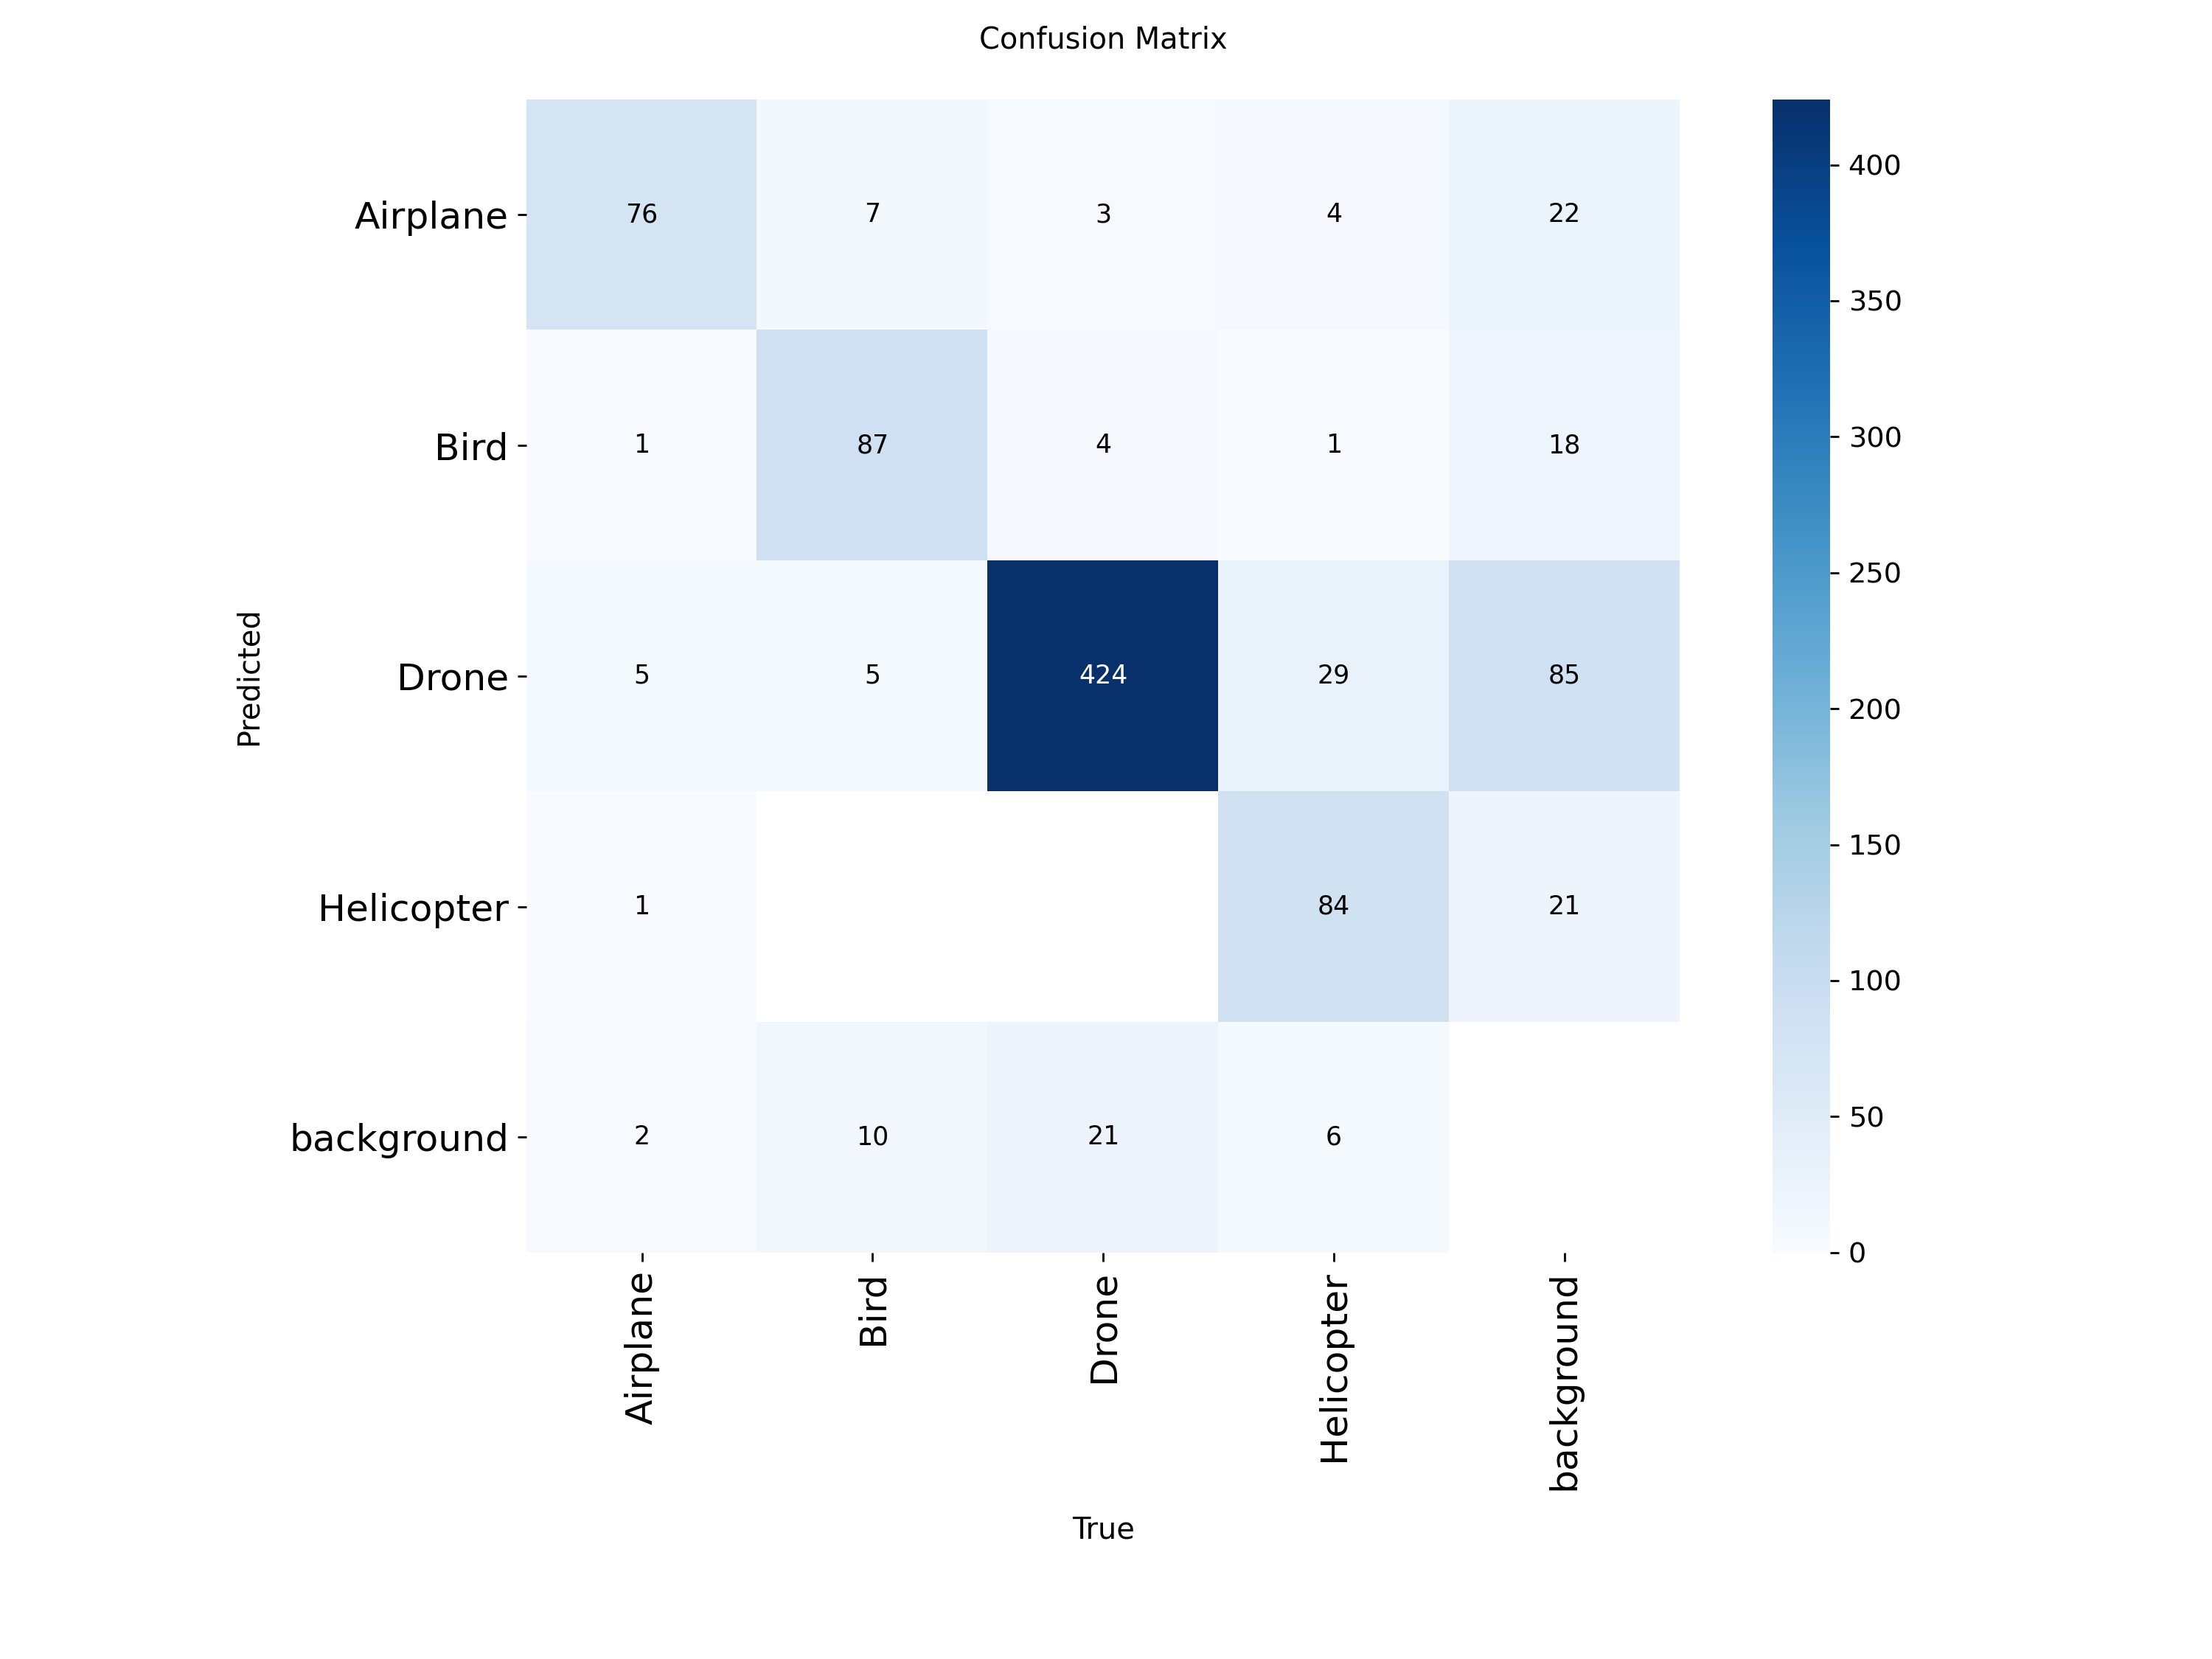 Confusion Matrix
Airplane 76 7 3 4 22
Bird 1 87 4 1 18
Drone 5 5 424 29 85
Helicopter 1 84 21
background 2 10 21 6
Predicted
Airplane Bird Drone Helicopter background
True
400
350
300
250
200
150
100
50
0